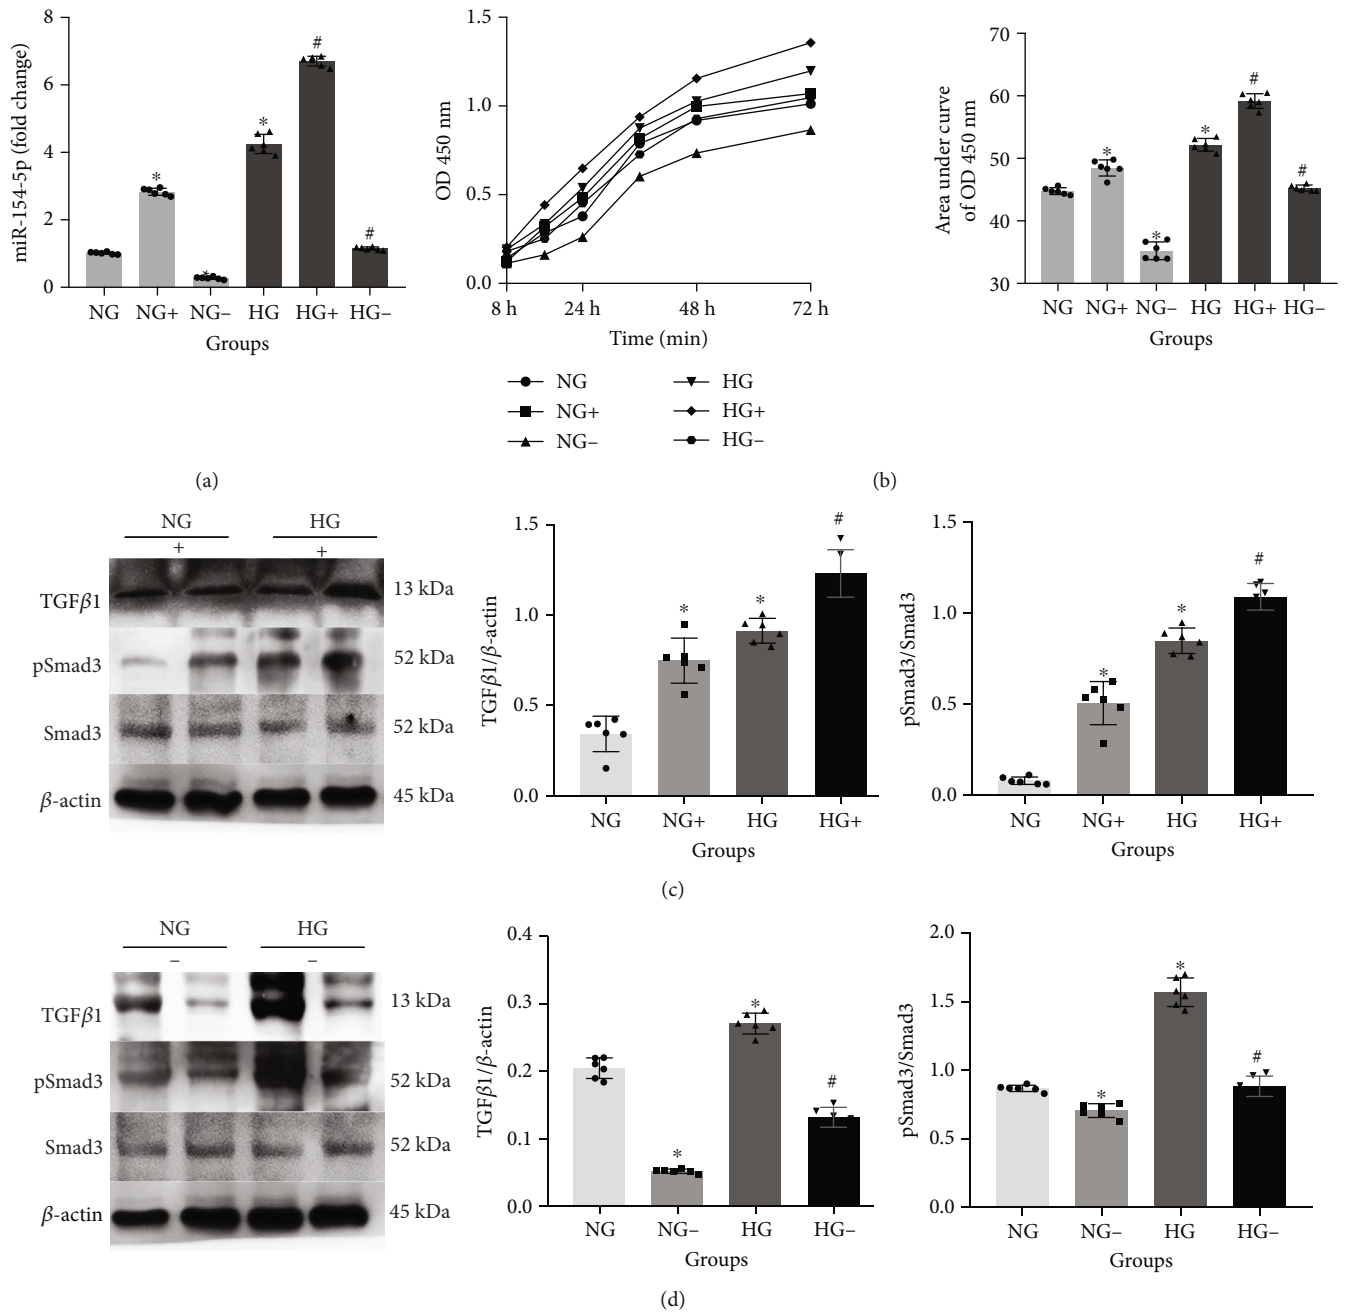 miR-154-5p (fold change)
8
6
4
2
0
*
*
*
#
#
NG NG+ NG– HG HG+ HG–
Groups
(a)
OD 450 nm
1.5
1.0
0.5
0.0
8 h 24 h 48 h 72 h
Time (min)
NG HG
NG+ HG+
NG– HG–
Area under curve
of OD 450 nm
70
60
50
40
30
*
*
*
#
#
NG NG+ NG– HG HG+ HG–
Groups
(b)
NG HG
+ +
TGFβ1 13 kDa
pSmad3 52 kDa
Smad3 52 kDa
β-actin 45 kDa
TGFβ1/β-actin
1.5
1.0
0.5
0.0
*
*
#
NG NG+ HG HG+
Groups
pSmad3/Smad3
1.5
1.0
0.5
0.0
*
*
#
NG NG+ HG HG+
Groups
(c)
NG HG
– –
TGFβ1 13 kDa
pSmad3 52 kDa
Smad3 52 kDa
β-actin 45 kDa
TGFβ1/β-actin
0.4
0.3
0.2
0.1
0.0
*
*
#
NG NG– HG HG–
Groups
pSmad3/Smad3
2.0
1.5
1.0
0.5
0.0
*
*
#
NG NG– HG HG–
Groups
(d)